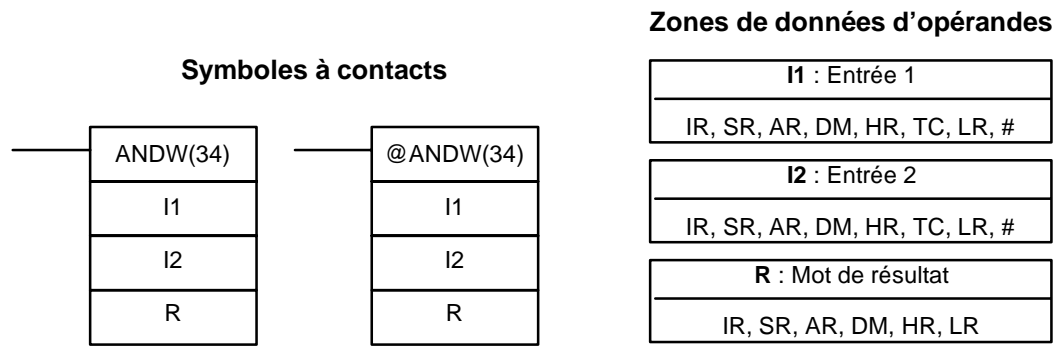 Zones de données d’opérandes
Symboles à contacts
ANDW(34)
I1
I2
R
@ANDW(34)
I1
I2
R
I1 : Entrée 1
IR, SR, AR, DM, HR, TC, LR, #
I2 : Entrée 2
IR, SR, AR, DM, HR, TC, LR, #
R : Mot de résultat
IR, SR, AR, DM, HR, LR